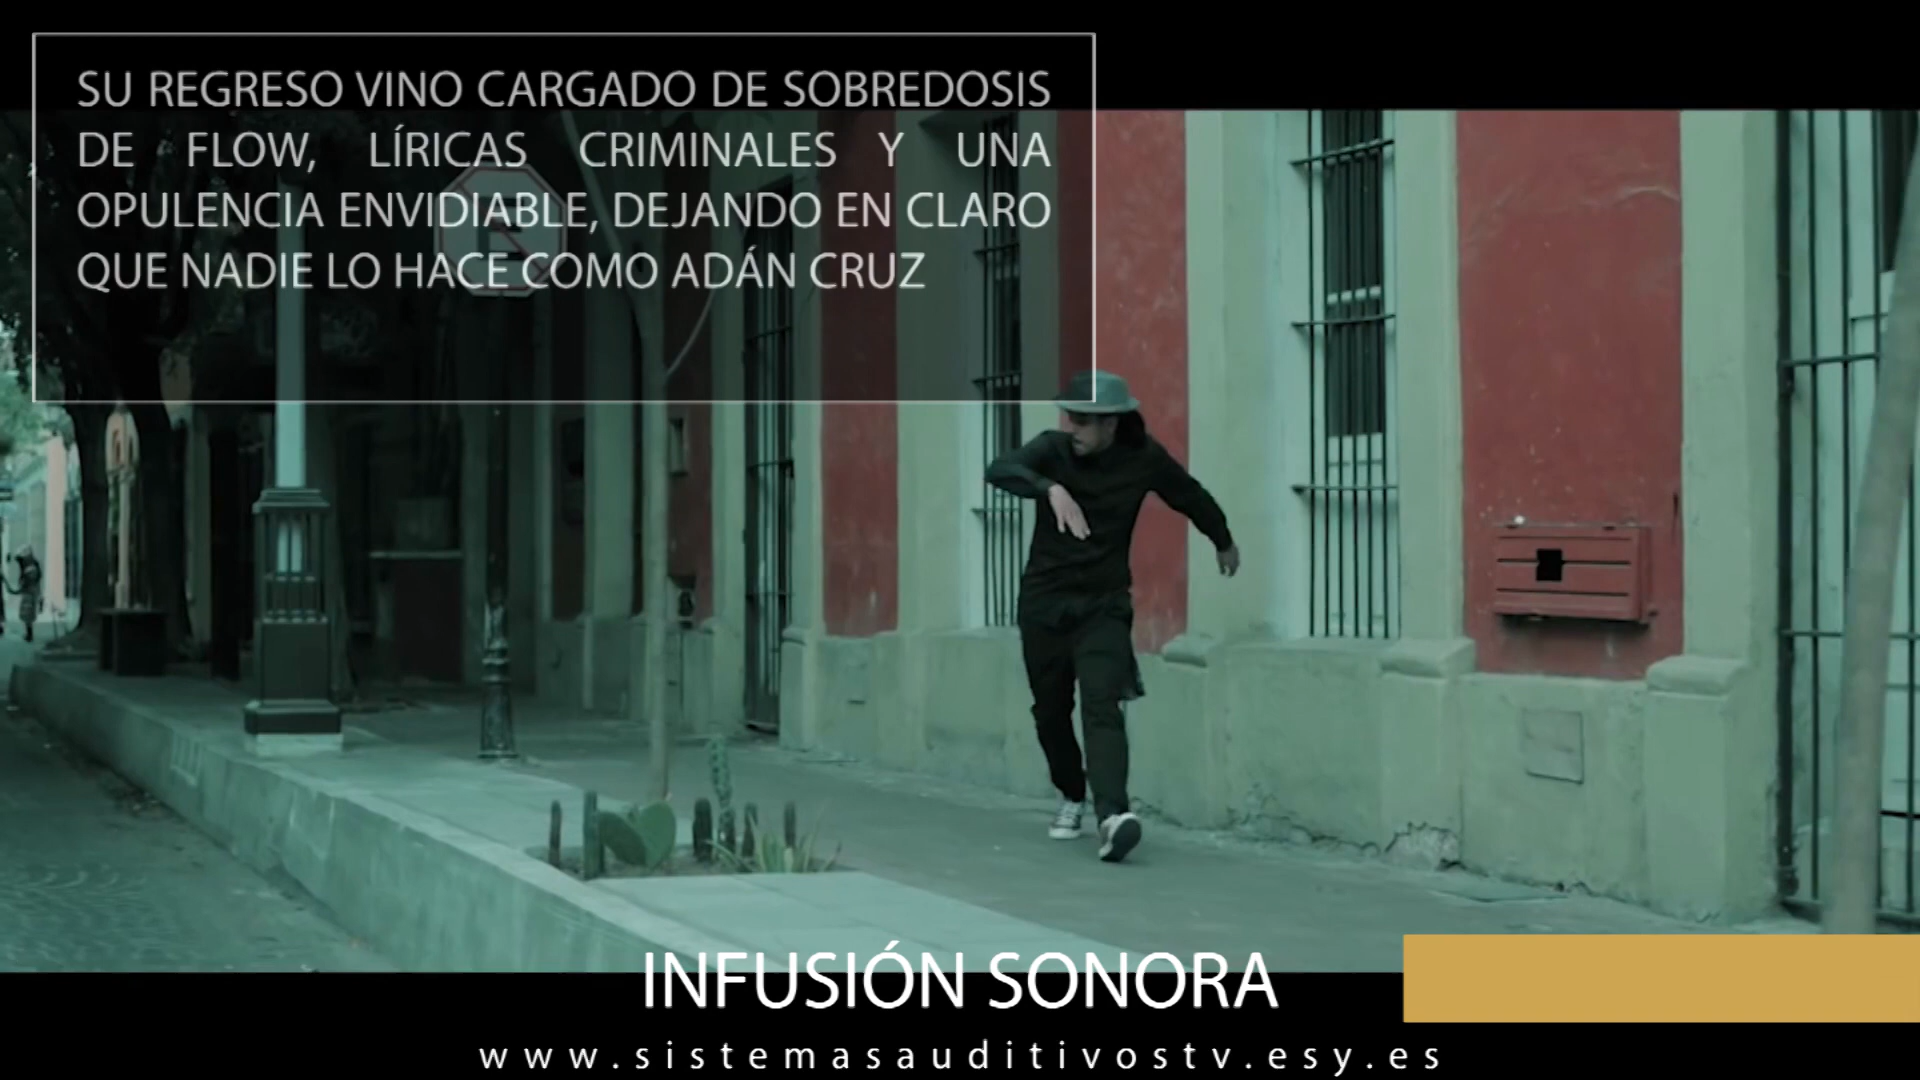 SU REGRESO VINO CARGADO DE SOBREDOSIS
DE FLOW, LÍRICAS CRIMINALES Y UNA
OPULENCIA ENVIDIABLE, DEJANDO EN CLARO
QUE NADIE LO HACE COMO ADÁN CRUZ
E
INFUSIÓN SONORA
www.sistemasauditivostv.esy.es